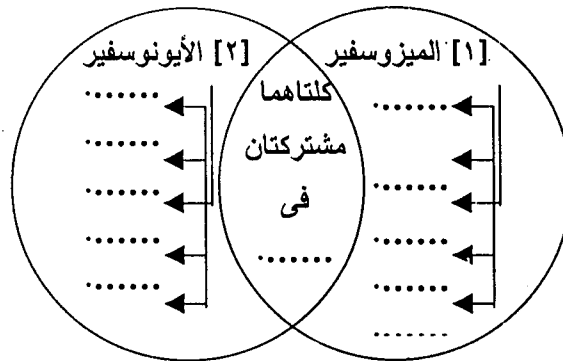 [١] الميزوسفير
[٢] الأيونوسفير
كلتاهما
مشتركتان
فى
.......